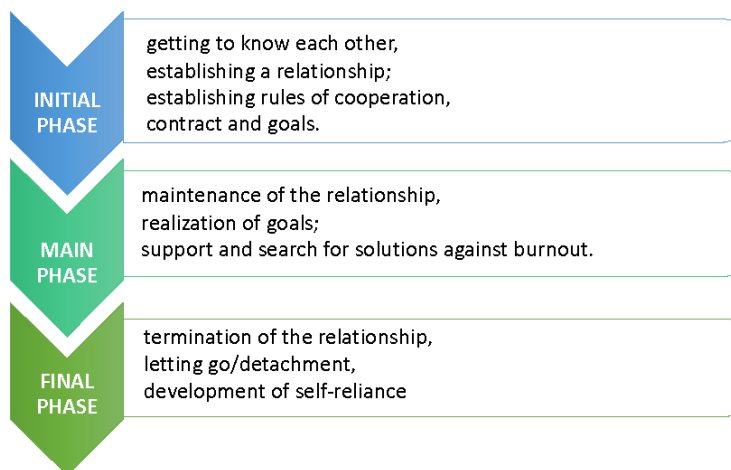 INITIAL
PHASE
getting to know each other,
establishing a relationship;
establishing rules of cooperation,
contract and goals.
MAIN
PHASE
maintenance of the relationship,
realization of goals;
support and search for solutions against burnout.
FINAL
PHASE
termination of the relationship,
letting go/detachment,
development of self-reliance